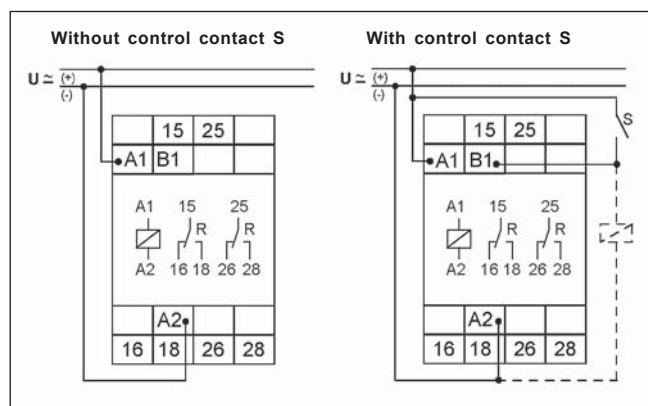 Without control contact S
With control contact S
U ≃ (+)
(-)
15 25
A1 B1
A1 15 25
R R
A2 16 18 26 28
A2
16 18 26 28
U ≃ (+)
(-)
S
15 25
A1 B1
A1 15 25
R R
A2 16 18 26 28
A2
16 18 26 28